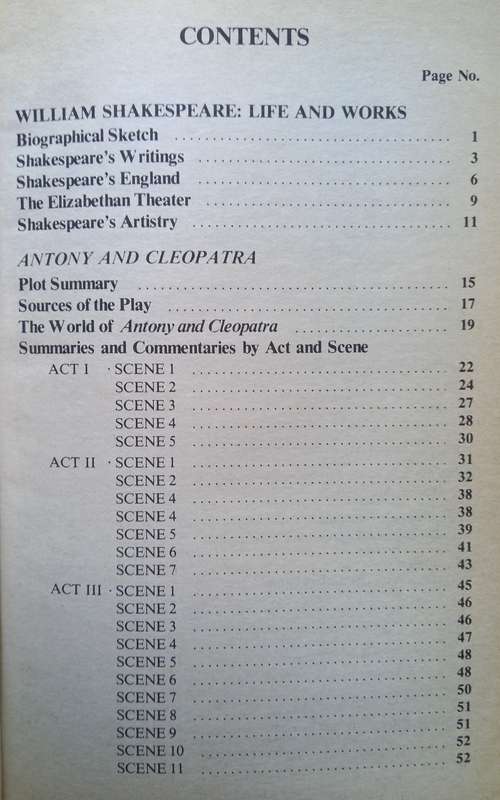 CONTENTS
Page No.
WILLIAM SHAKESPEARE: LIFE AND WORKS
Biographical Sketch .................................... 1
Shakespeare's Writings .................................... 3
Shakespeare's England .................................... 6
The Elizabethan Theater .................................... 9
Shakespeare's Artistry .................................... 11
ANTONY AND CLEOPATRA
Plot Summary .................................... 15
Sources of the Play .................................... 17
The World of Antony and Cleopatra .................... 19
Summaries and Commentaries by Act and Scene
ACT I · SCENE 1 .................................... 22
SCENE 2 .................................... 24
SCENE 3 .................................... 27
SCENE 4 .................................... 28
SCENE 5 .................................... 30
ACT II · SCENE 1 .................................... 31
SCENE 2 .................................... 32
SCENE 4 .................................... 38
SCENE 4 .................................... 38
SCENE 5 .................................... 39
SCENE 6 .................................... 41
SCENE 7 .................................... 43
ACT III · SCENE 1 .................................... 45
SCENE 2 .................................... 46
SCENE 3 .................................... 46
SCENE 4 .................................... 47
SCENE 5 .................................... 48
SCENE 6 .................................... 48
SCENE 7 .................................... 50
SCENE 8 .................................... 51
SCENE 9 .................................... 51
SCENE 10 .................................... 52
SCENE 11 .................................... 52